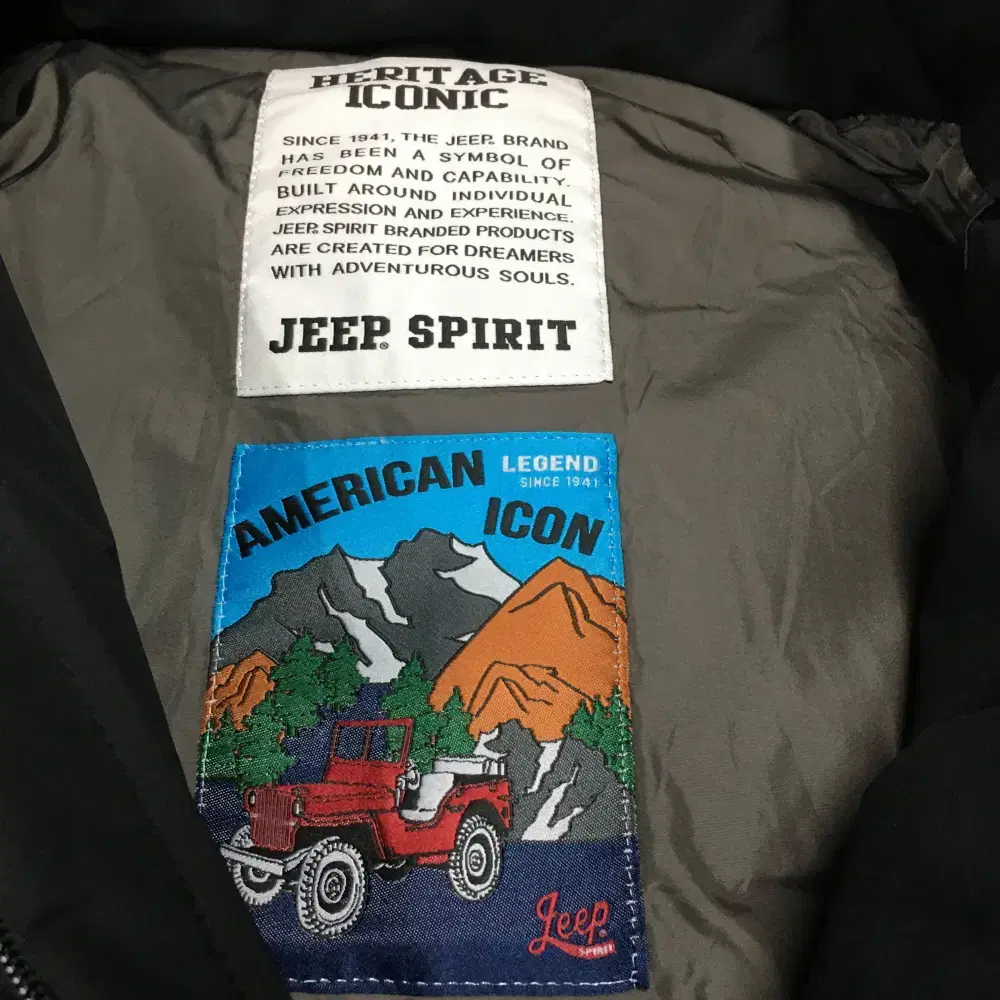 HERITAGE
ICONIC
SINCE 1941, THE JEEP® BRAND
HAS BEEN A SYMBOL OF
FREEDOM AND CAPABILITY.
BUILT AROUND INDIVIDUAL
EXPRESSION AND EXPERIENCE.
JEEP® SPIRIT BRANDED PRODUCTS
ARE CREATED FOR DREAMERS
WITH ADVENTUROUS SOULS.
JEEP® SPIRIT
AMERICAN
LEGEND
SINCE 1941
ICON
Jeep®
SPIRIT